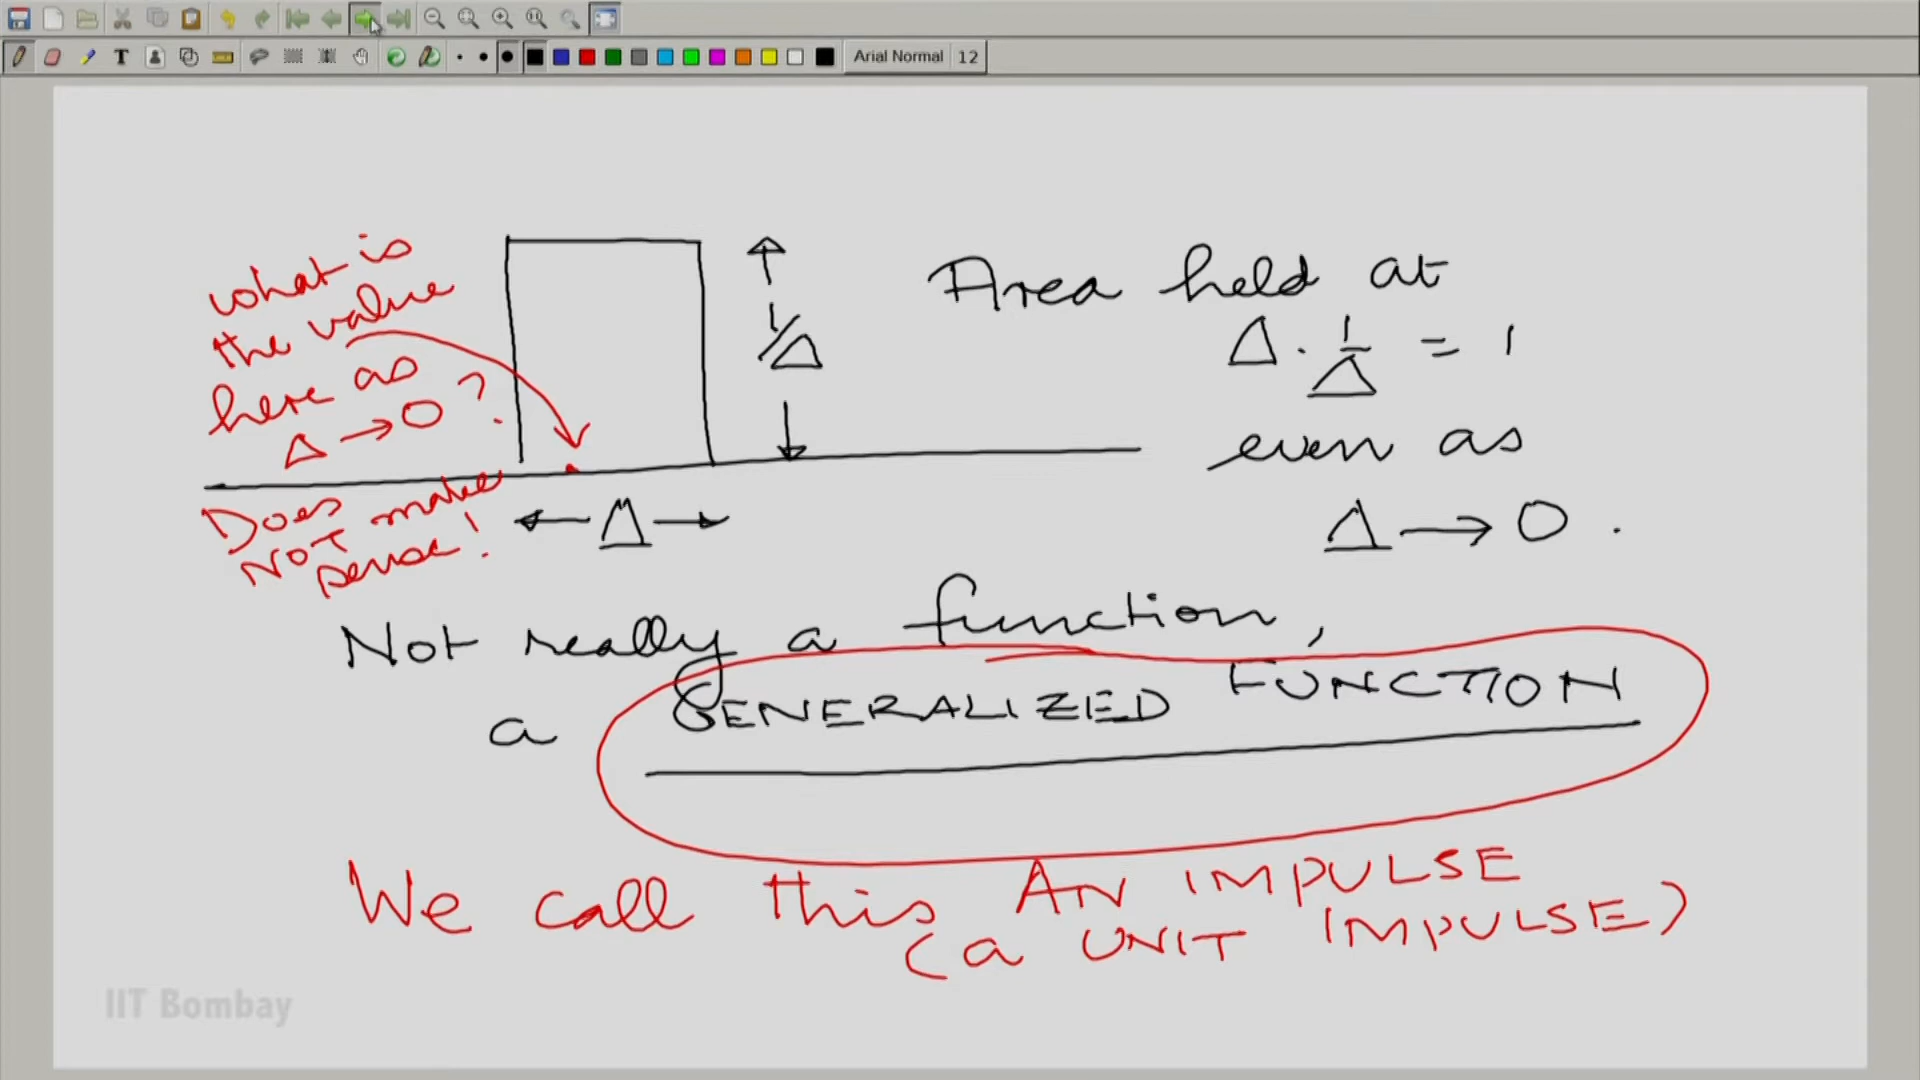 Arial Normal 12
what is
the value
here as
Δ → 0 ?
Does
NOT make
sense!
1/Δ
← Δ →
Area held at
Δ . 1/Δ = 1
even as
Δ → 0 .
Not really a function,
a GENERALIZED FUNCTION
We call this AN IMPULSE
(a UNIT IMPULSE)
IIT Bombay